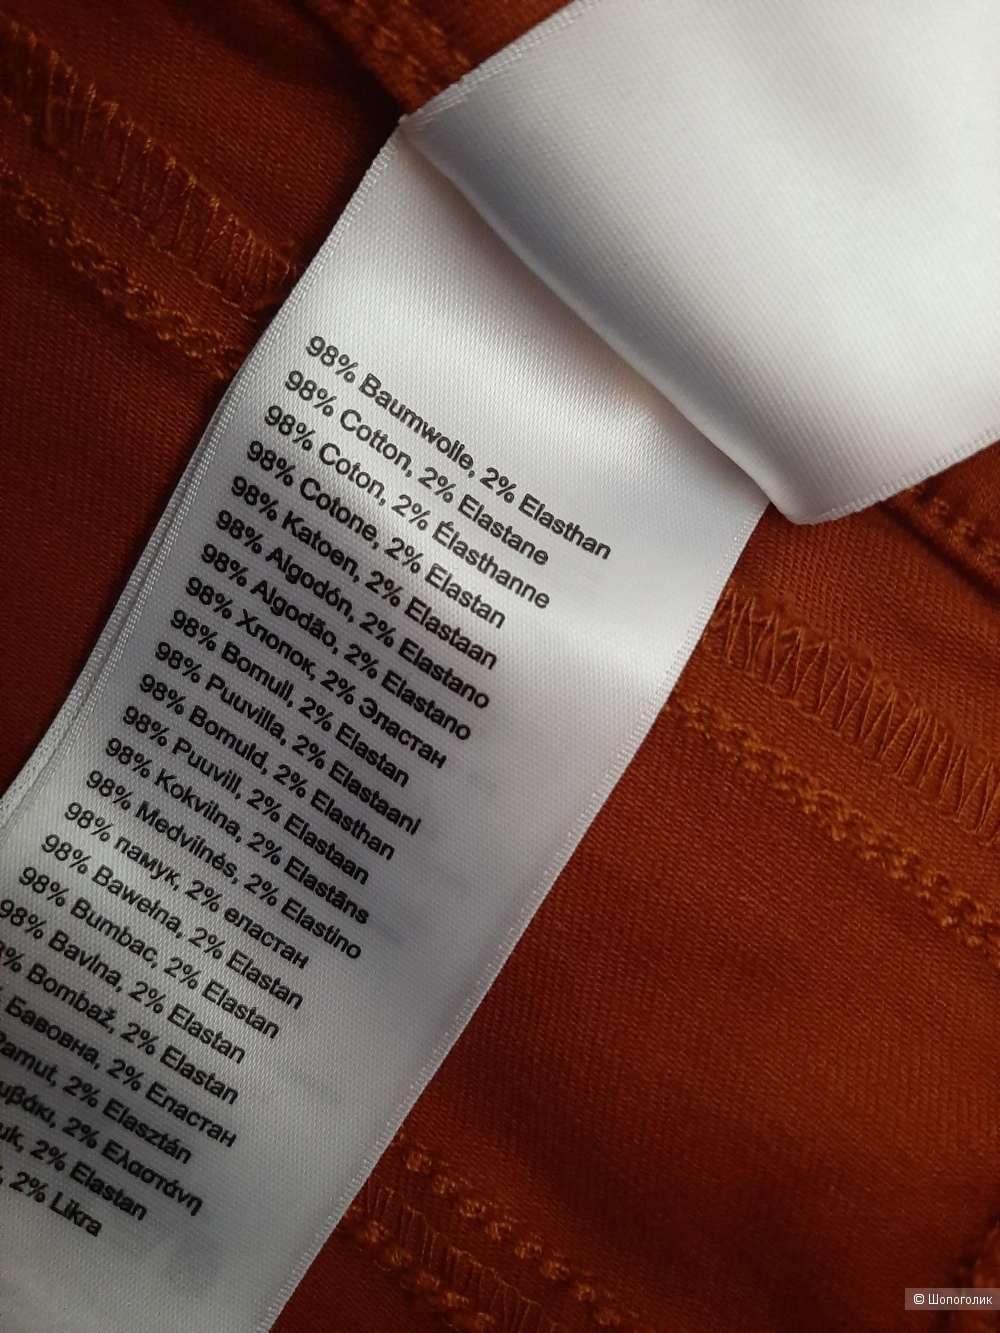 98% Baumwolle, 2% Elasthan
98% Cotton, 2% Elastane
98% Coton, 2% Élasthanne
98% Cotone, 2% Elastan
98% Katoen, 2% Elastaan
98% Algodón, 2% Elastano
98% Algodão, 2% Elastano
98% Хлопок, 2% Эластан
98% Bomull, 2% Elastan
98% Puuvilla, 2% Elastaani
98% Bomuld, 2% Elasthan
98% Puuvill, 2% Elastaan
98% Kokvilna, 2% Elastāns
98% Medvilnės, 2% Elastino
98% памук, 2% еластан
98% Bawełna, 2% Elastan
98% Bumbac, 2% Elastan
98% Bavlna, 2% Elastan
% Bombaž, 2% Elastan
Бавовна, 2% Еластан
Pamut, 2% Elasztán
2% Ελαστάνη
2% Elastan
2% Likra
© Шопоголик